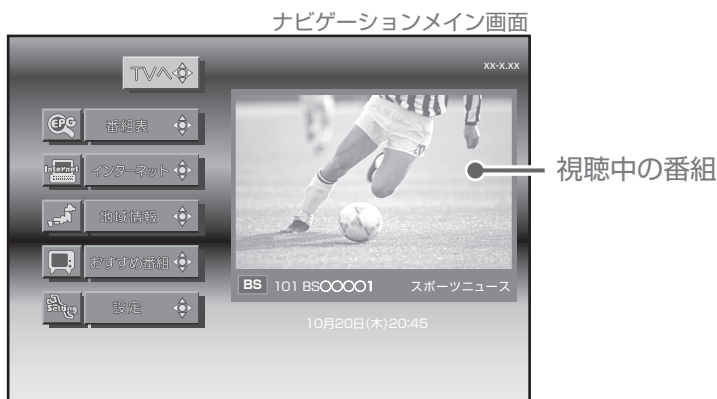 ナビゲーションメイン画面
TVへ
xx-x.xx
EPG
番組表
Internet
インターネット
地域情報
おすすめ番組
Setting
設定
視聴中の番組
BS 101 BS○○○○1 スポーツニュース
10月20日(木)20:45